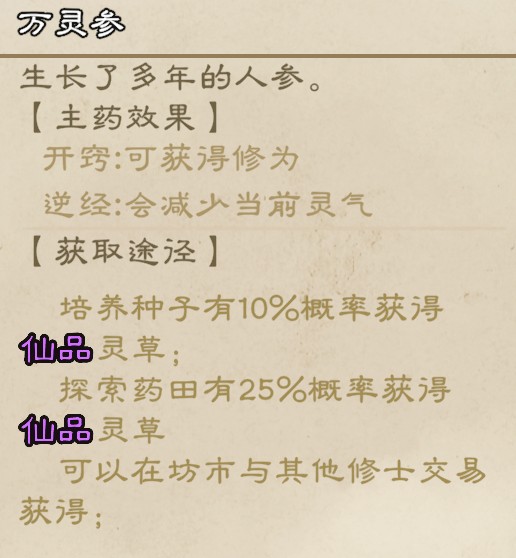 万灵参
生长了多年的人参。
【主药效果】
开窍:可获得修为
逆经:会减少当前灵气
【获取途径】
培养种子有10%概率获得
仙品灵草;
探索药田有25%概率获得
仙品灵草
可以在坊市与其他修士交易
获得;